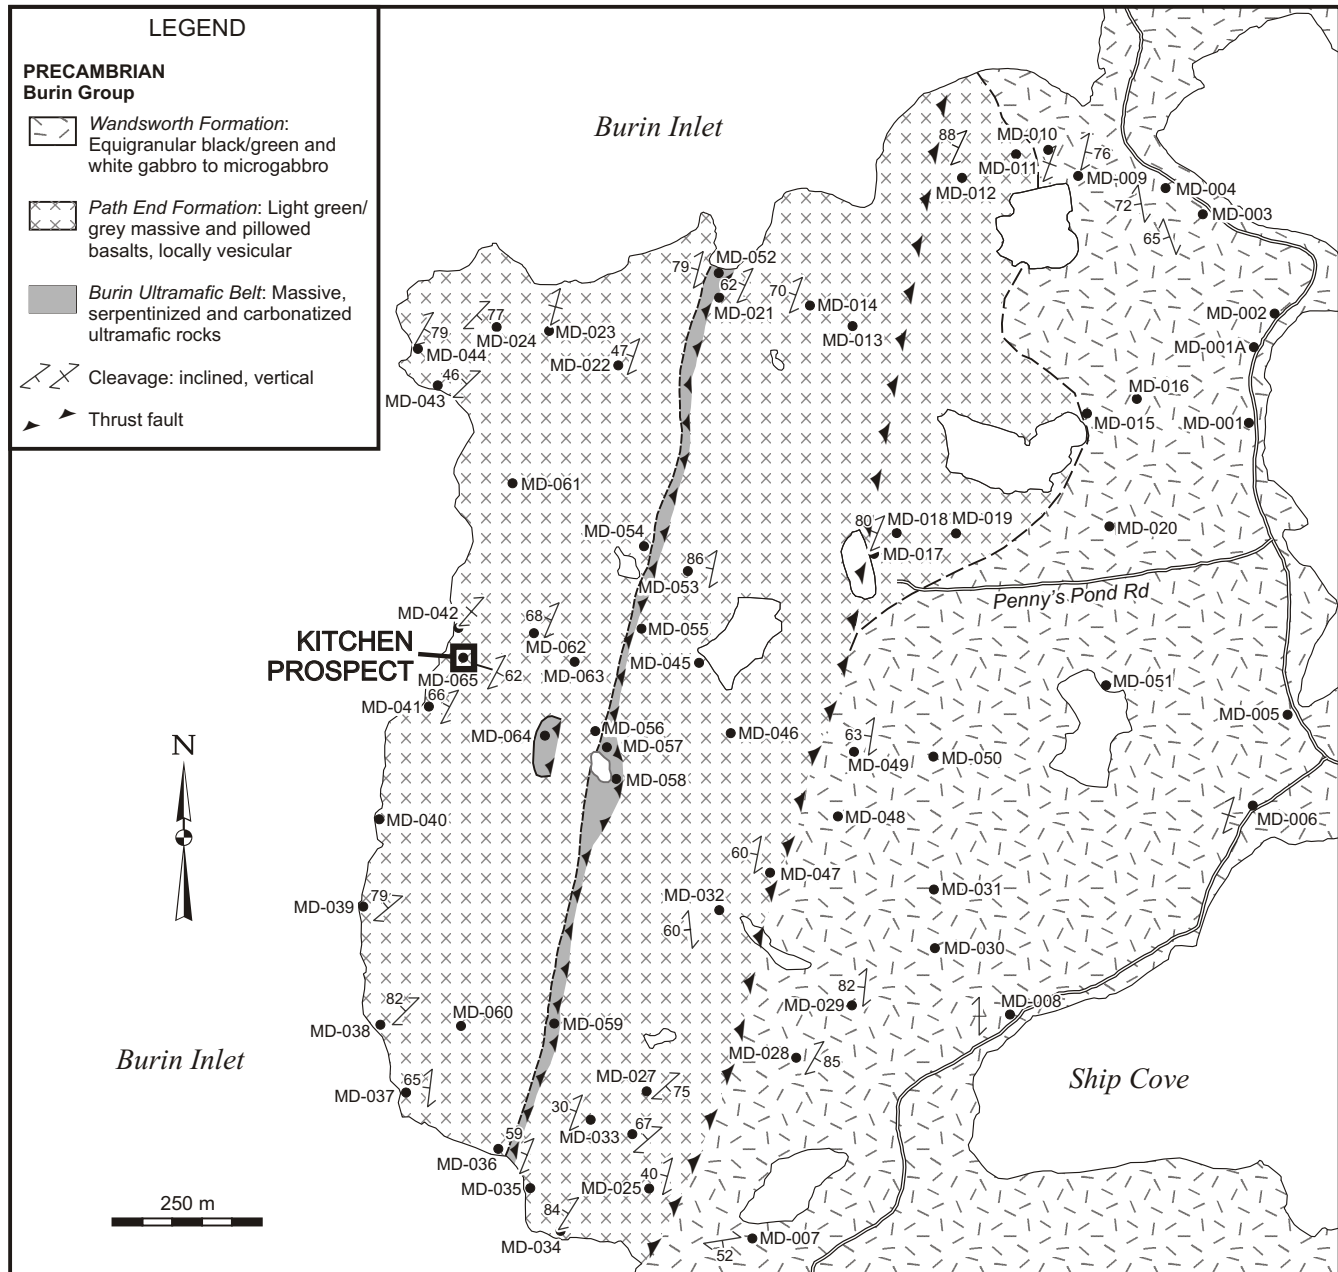 LEGEND
PRECAMBRIAN
Burin Group
Wandsworth Formation:
Equigranular black/green and
white gabbro to microgabbro
Path End Formation: Light green/
grey massive and pillowed
basalts, locally vesicular
Burin Ultramafic Belt: Massive,
serpentinized and carbonatized
ultramafic rocks
Cleavage: inclined, vertical
Thrust fault
Burin Inlet
88
MD-010
MD-011
76
MD-009
MD-012
MD-004
72
MD-003
65
MD-052
79
62
MD-021
70
MD-014
MD-013
MD-002
MD-001A
77
79
MD-024
MD-023
MD-044
47
MD-022
46
MD-043
MD-016
MD-015
MD-001
MD-061
MD-054
80
MD-018
MD-019
MD-020
MD-017
86
MD-053
Penny's Pond Rd
MD-042
68
MD-062
MD-055
KITCHEN
PROSPECT
MD-063
MD-045
MD-065
62
66
MD-041
MD-051
MD-005
N
MD-064
MD-056
MD-057
MD-046
63
MD-049
MD-050
MD-058
MD-006
MD-040
MD-048
60
MD-047
MD-031
MD-039
79
MD-032
60
MD-030
82
MD-038
MD-060
MD-059
82
MD-029
MD-008
Burin Inlet
MD-028
85
Ship Cove
MD-027
75
65
MD-037
30
MD-033
67
59
MD-036
MD-035
MD-025
40
250 m
84
MD-034
MD-007
52